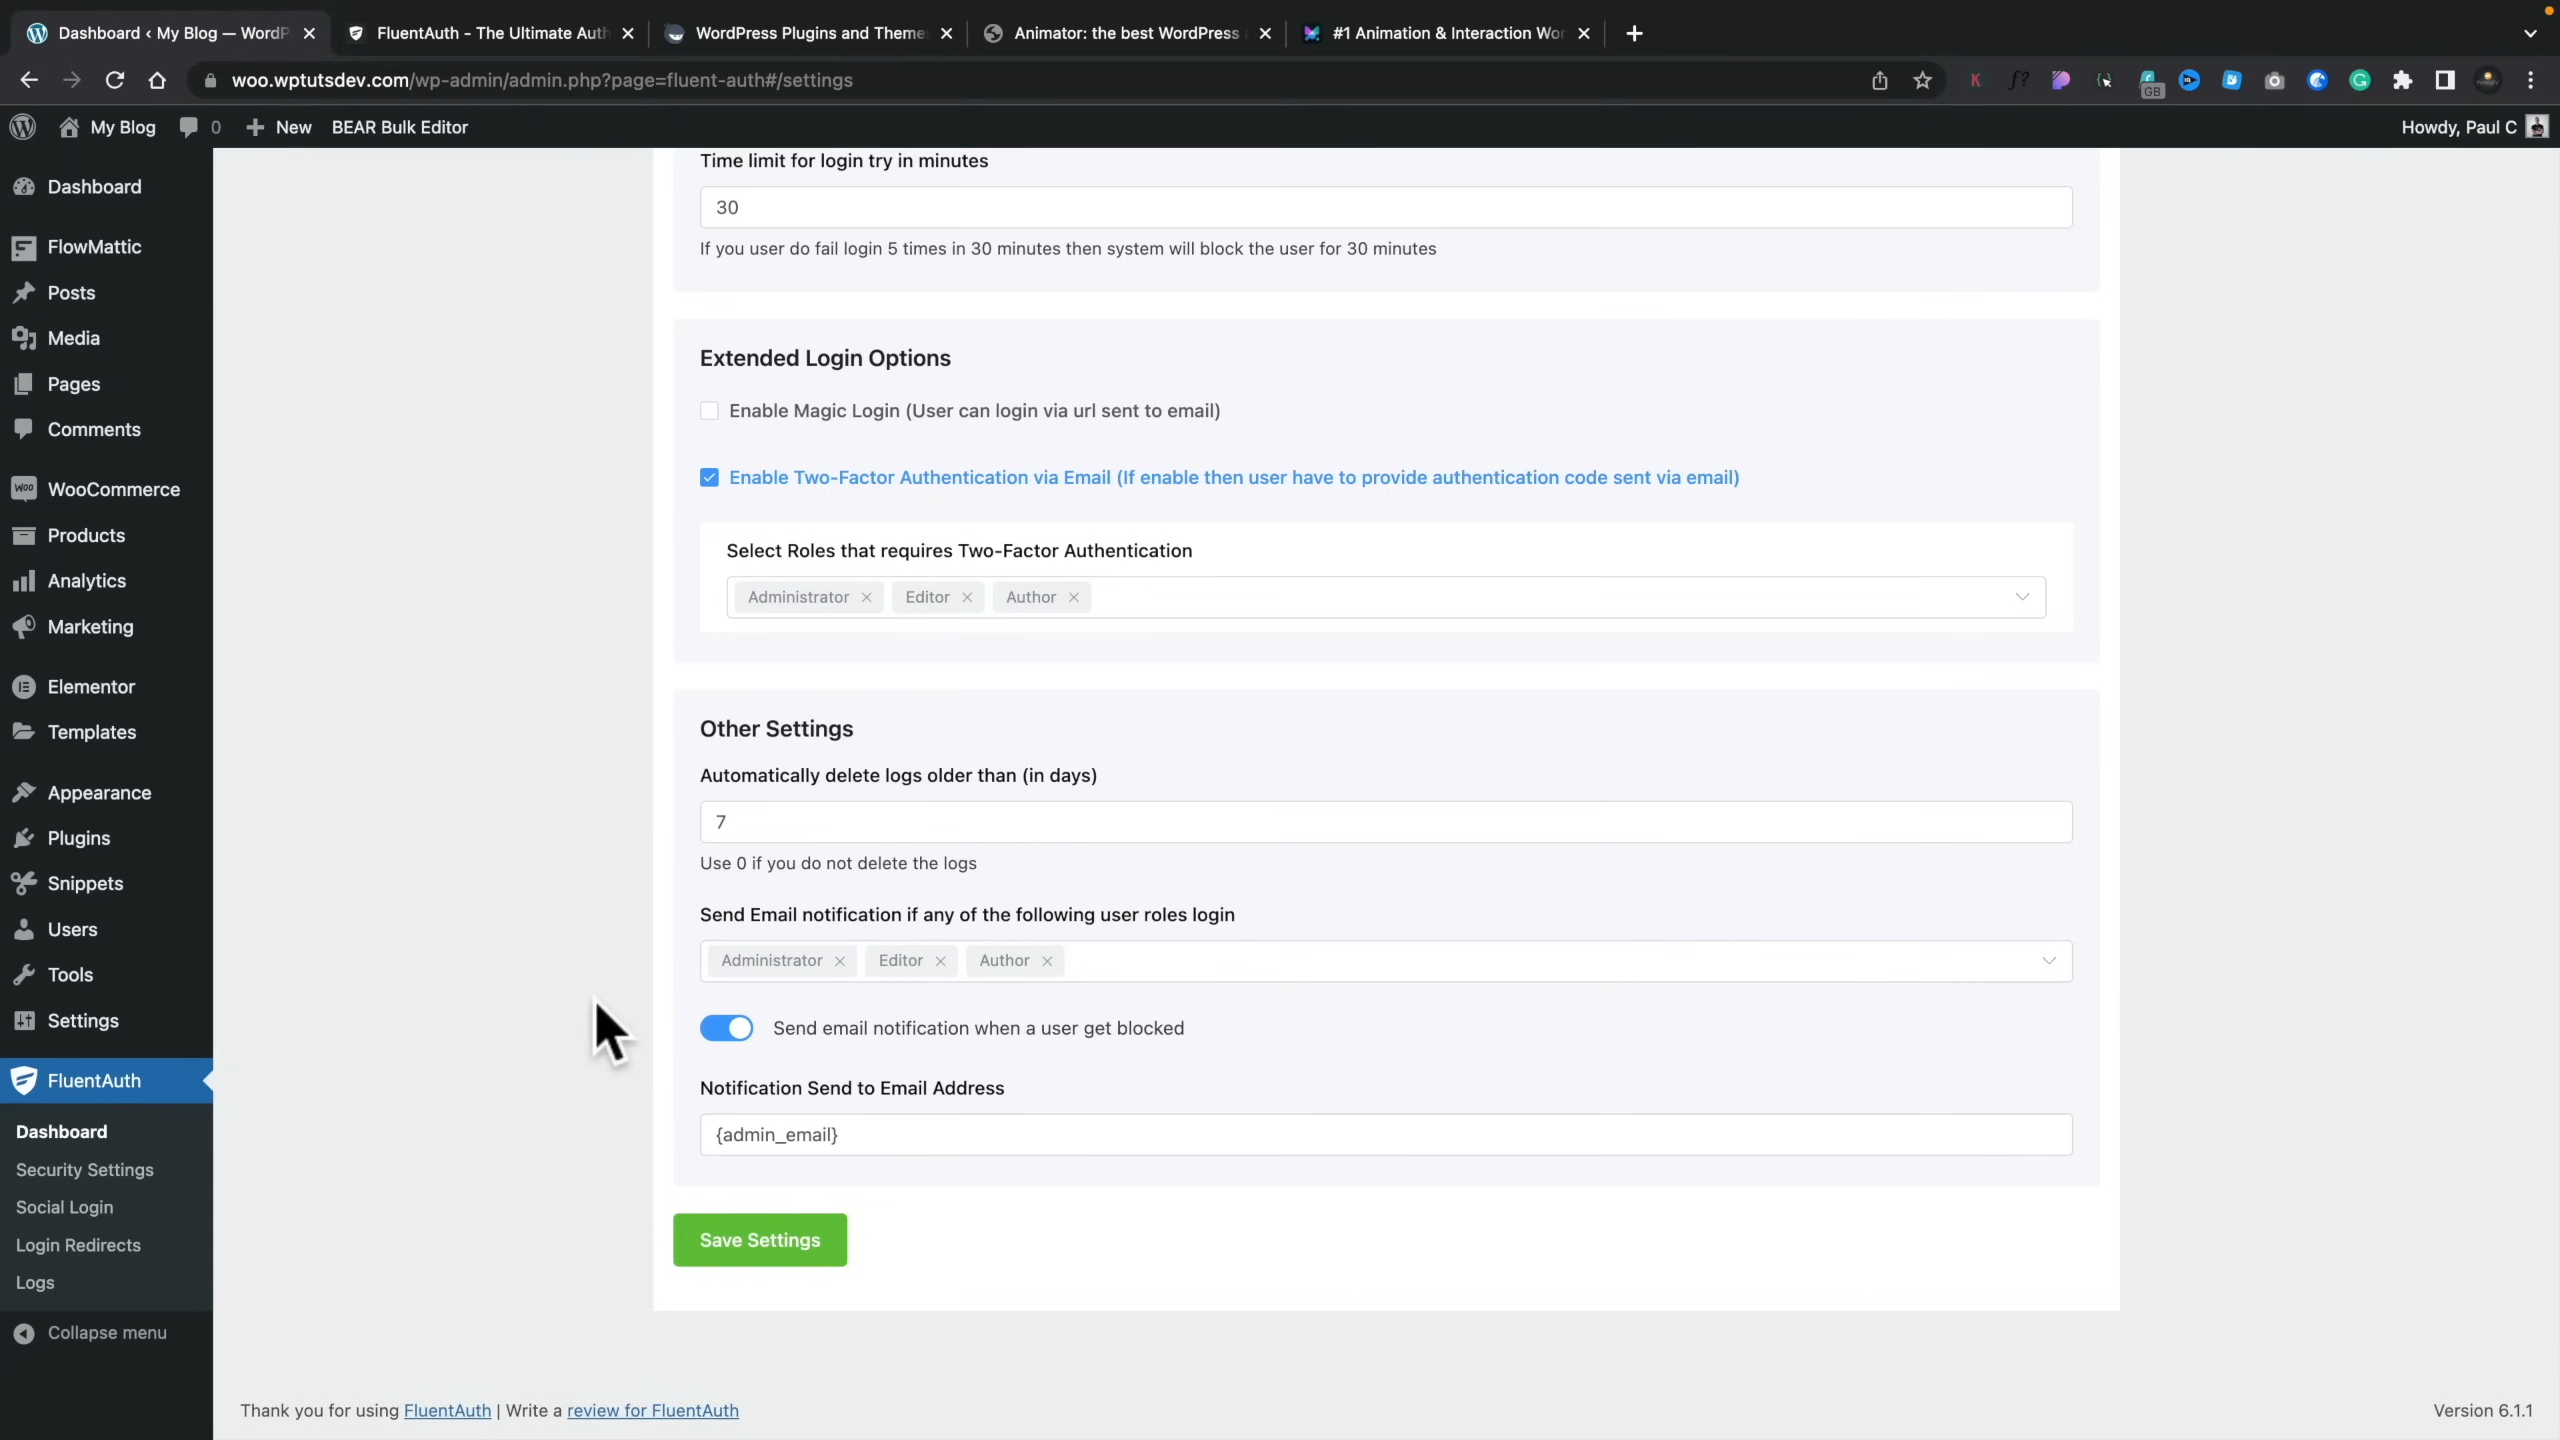 Dashboard ‹ My Blog — WordP
FluentAuth - The Ultimate Auth
WordPress Plugins and Theme
Animator: the best WordPress
#1 Animation & Interaction Wor
woo.wptutsdev.com/wp-admin/admin.php?page=fluent-auth#/settings
GB
My Blog
0
New
BEAR Bulk Editor
Howdy, Paul C
Dashboard
FlowMattic
Posts
Media
Pages
Comments
WooCommerce
Products
Analytics
Marketing
Elementor
Templates
Appearance
Plugins
Snippets
Users
Tools
Settings
FluentAuth
Dashboard
Security Settings
Social Login
Login Redirects
Logs
Collapse menu
Time limit for login try in minutes
30
If you user do fail login 5 times in 30 minutes then system will block the user for 30 minutes
Extended Login Options
Enable Magic Login (User can login via url sent to email)
Enable Two-Factor Authentication via Email (If enable then user have to provide authentication code sent via email)
Select Roles that requires Two-Factor Authentication
Administrator Editor Author
Other Settings
Automatically delete logs older than (in days)
7
Use 0 if you do not delete the logs
Send Email notification if any of the following user roles login
Administrator Editor Author
Send email notification when a user get blocked
Notification Send to Email Address
{admin_email}
Save Settings
Thank you for using FluentAuth | Write a review for FluentAuth
Version 6.1.1